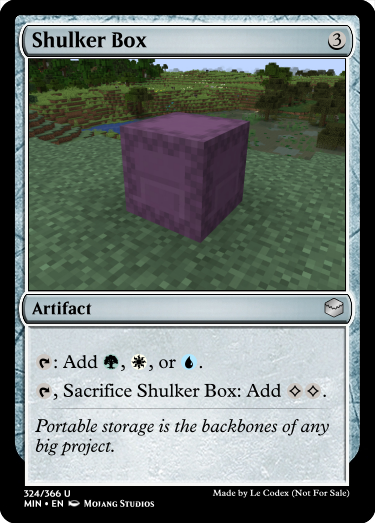 Shulker Box 3
Artifact
: Add , , or .
, Sacrifice Shulker Box: Add .
Portable storage is the backbones of any
big project.
324/366 U
MIN • EN Mojang Studios
Made by Le Codex (Not For Sale)